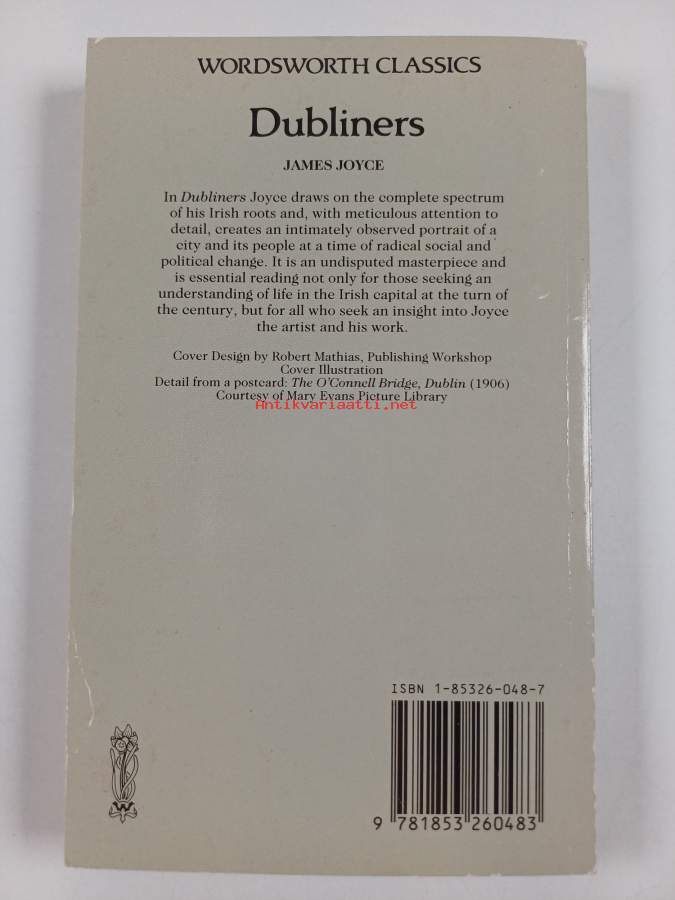 WORDSWORTH CLASSICS
Dubliners
JAMES JOYCE
In Dubliners Joyce draws on the complete spectrum
of his Irish roots and, with meticulous attention to
detail, creates an intimately observed portrait of a
city and its people at a time of radical social and
political change. It is an undisputed masterpiece and
is essential reading not only for those seeking an
understanding of life in the Irish capital at the turn of
the century, but for all who seek an insight into Joyce
the artist and his work.
Cover Design by Robert Mathias, Publishing Workshop
Cover Illustration
Detail from a postcard: The O'Connell Bridge, Dublin (1906)
Courtesy of Mary Evans Picture Library
Antikvariaatti.net
ISBN 1-85326-048-7
9 781853 260483
W